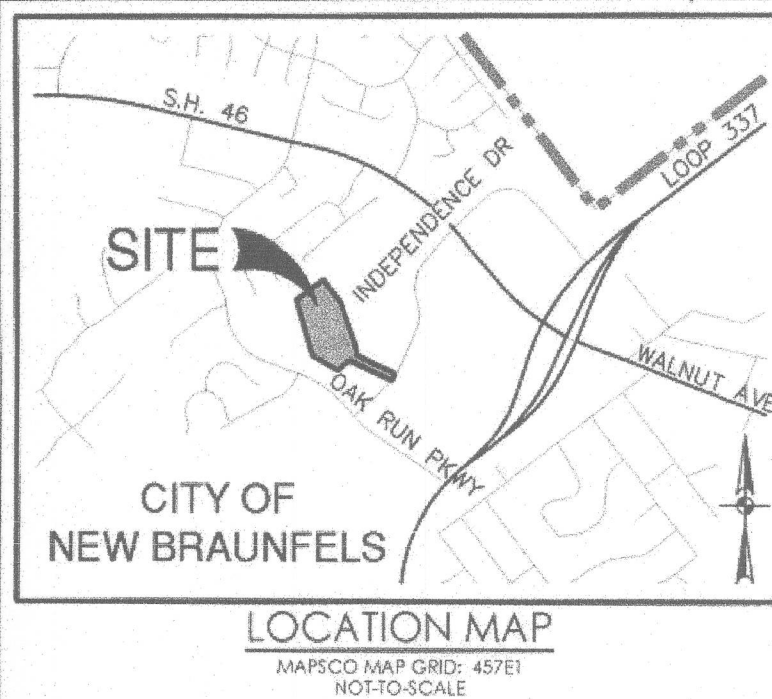 S.H. 46
INDEPENDENCE DR
LOOP 337
SITE
WALNUT AVE
OAK RUN PKWY
CITY OF
NEW BRAUNFELS
LOCATION MAP
MAPSCO MAP GRID: 457E1
NOT-TO-SCALE